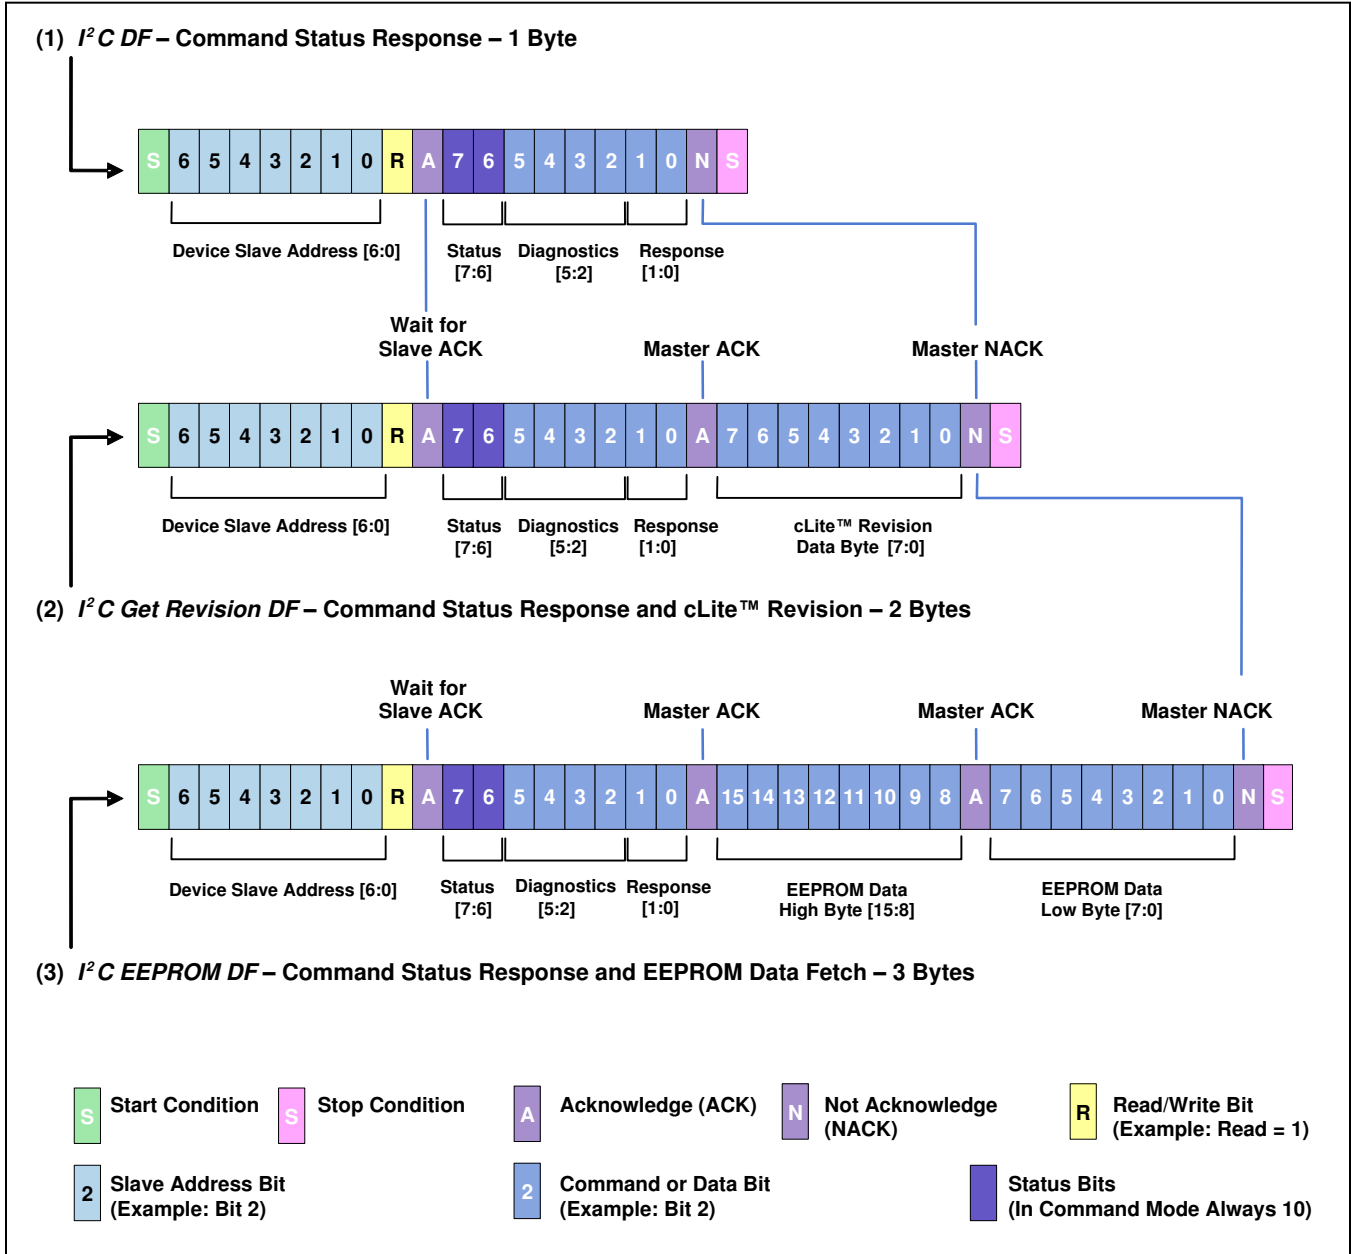 (1) I² C DF – Command Status Response – 1 Byte
S 6 5 4 3 2 1 0 R A 7 6 5 4 3 2 1 0 N S
Device Slave Address [6:0] Status [7:6] Diagnostics [5:2] Response [1:0]
Wait for Slave ACK Master ACK Master NACK
S 6 5 4 3 2 1 0 R A 7 6 5 4 3 2 1 0 A 7 6 5 4 3 2 1 0 N S
Device Slave Address [6:0] Status [7:6] Diagnostics [5:2] Response [1:0] cLite™ Revision Data Byte [7:0]
(2) I² C Get Revision DF – Command Status Response and cLite™ Revision – 2 Bytes
Wait for Slave ACK Master ACK Master ACK Master NACK
S 6 5 4 3 2 1 0 R A 7 6 5 4 3 2 1 0 A 15 14 13 12 11 10 9 8 A 7 6 5 4 3 2 1 0 N S
Device Slave Address [6:0] Status [7:6] Diagnostics [5:2] Response [1:0] EEPROM Data High Byte [15:8] EEPROM Data Low Byte [7:0]
(3) I² C EEPROM DF – Command Status Response and EEPROM Data Fetch – 3 Bytes
S Start Condition
S Stop Condition
A Acknowledge (ACK)
N Not Acknowledge (NACK)
R Read/Write Bit (Example: Read = 1)
2 Slave Address Bit (Example: Bit 2)
2 Command or Data Bit (Example: Bit 2)
Status Bits (In Command Mode Always 10)